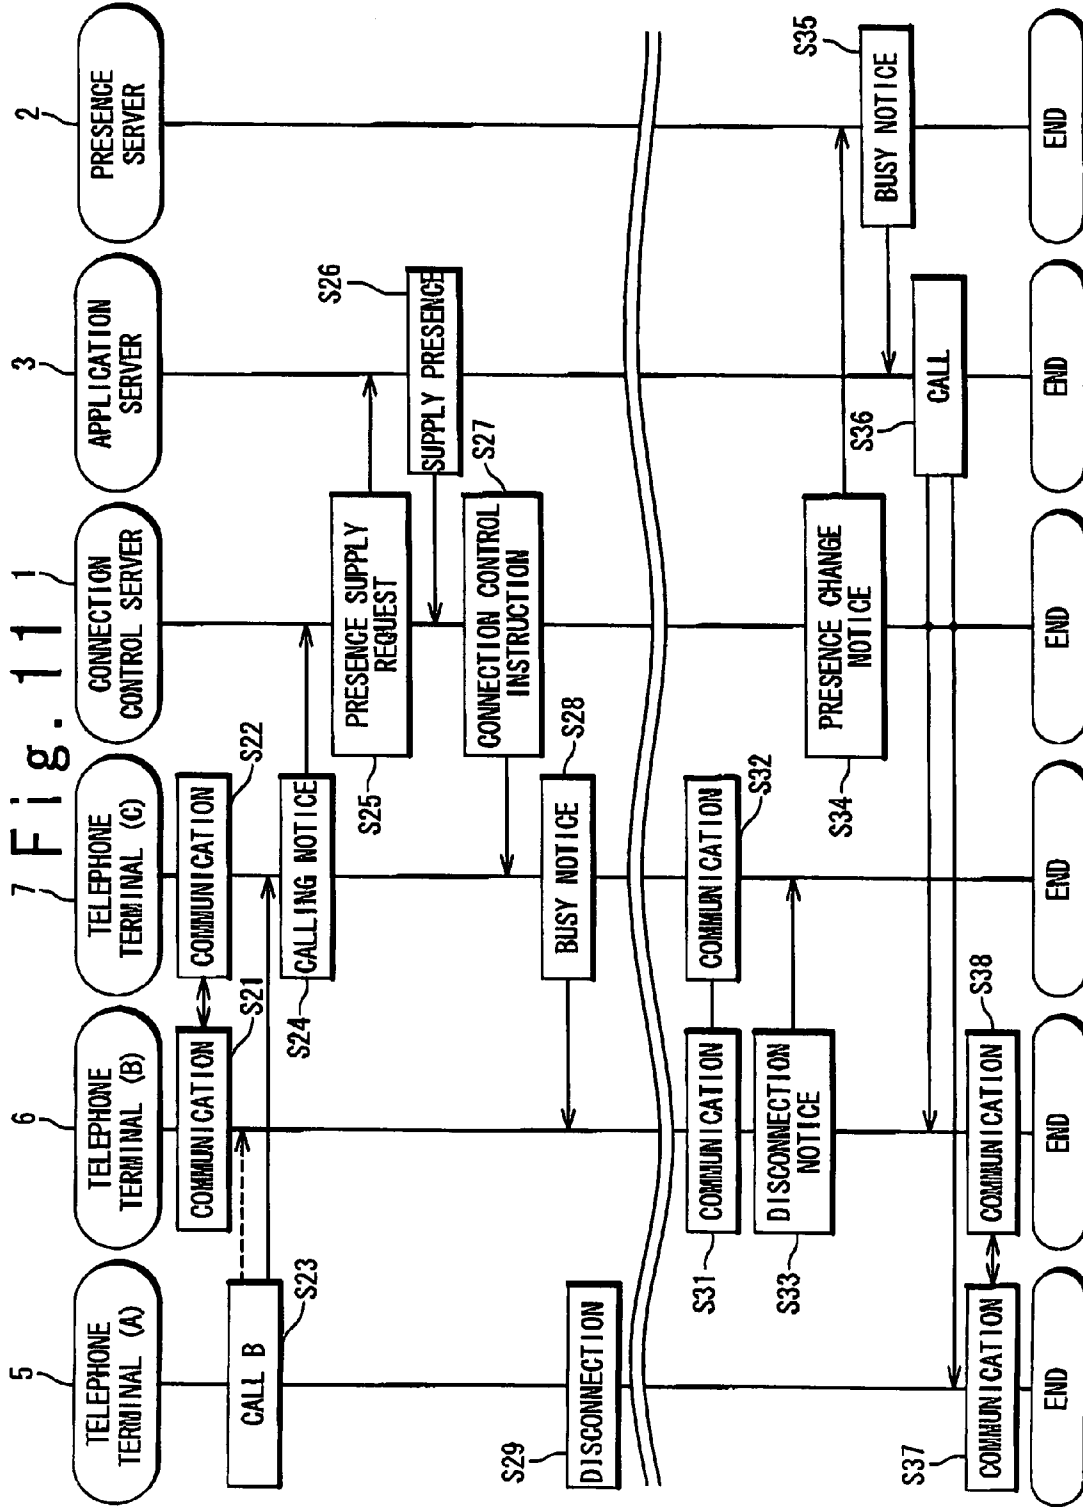 Fig. 11
5
TELEPHONE
TERMINAL (A)
6
TELEPHONE
TERMINAL (B)
7
TELEPHONE
TERMINAL (C)
1
CONNECTION
CONTROL SERVER
3
APPLICATION
SERVER
2
PRESENCE
SERVER
COMMUNICATION
S21
COMMUNICATION
S22
CALL B
S23
CALLING NOTICE
S24
PRESENCE SUPPLY
REQUEST
S25
SUPPLY PRESENCE
S26
CONNECTION CONTROL
INSTRUCTION
S27
BUSY NOTICE
S28
DISCONNECTION
S29
COMMUNICATION
S31
COMMUNICATION
S32
DISCONNECTION
NOTICE
S33
PRESENCE CHANGE
NOTICE
S34
BUSY NOTICE
S35
CALL
S36
COMMUNICATION
S37
COMMUNICATION
S38
END
END
END
END
END
END